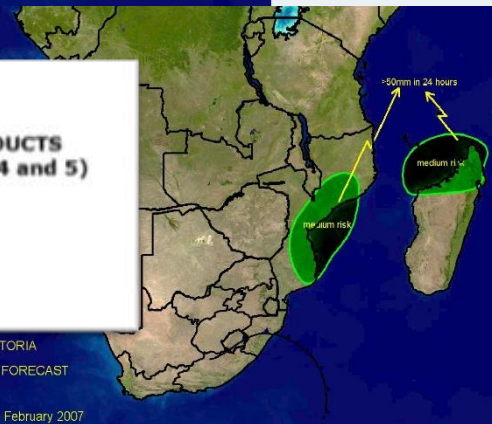 >50mm in 24 hours
DUCTS
4 and 5)
medium risk
medium risk
TORIA
FORECAST
February 2007